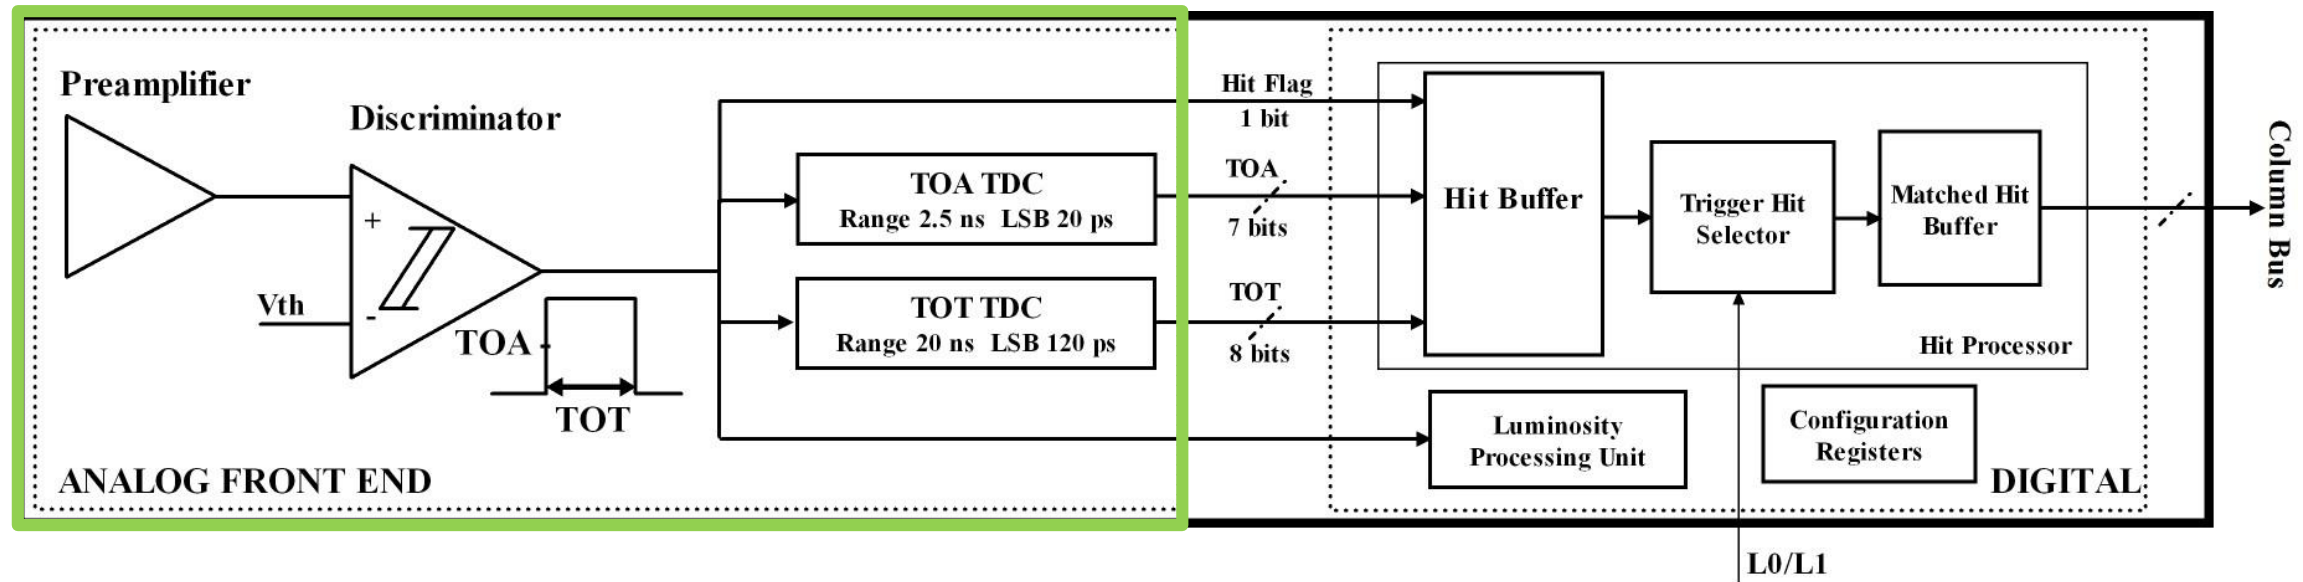 Preamplifier
Discriminator
+
-
Vth
TOA
TOT
ANALOG FRONT END
TOA TDC
Range 2.5 ns LSB 20 ps
TOT TDC
Range 20 ns LSB 120 ps
Hit Flag
1 bit
TOA
7 bits
TOT
8 bits
Hit Buffer
Trigger Hit
Selector
Matched Hit
Buffer
Hit Processor
Luminosity
Processing Unit
Configuration
Registers
DIGITAL
L0/L1
Column Bus